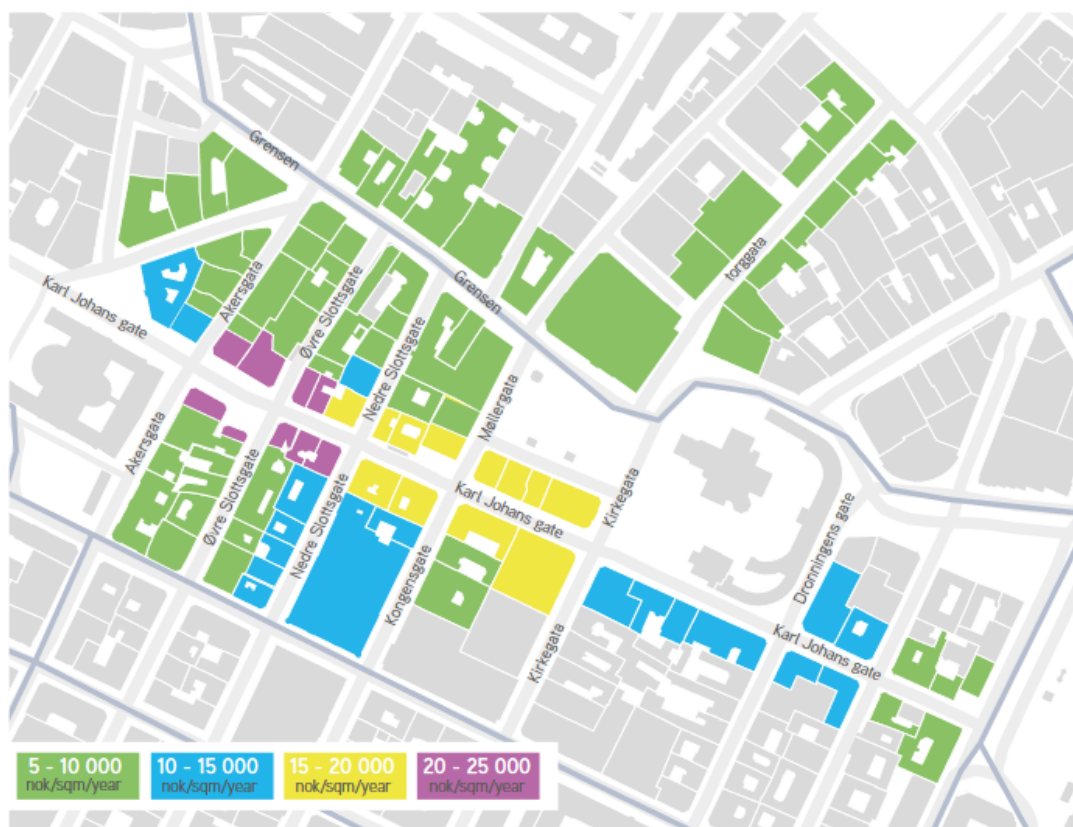 Grensen
torggata
Grensen
Karl Johans gate
Akersgata
Øvre Slottsgate
Nedre Slottsgate
Møllergata
Akersgata
Øvre Slottsgate
Nedre Slottsgate
Karl Johans gate
Kirkegata
Kongensgate
Kirkegata
Dronningens gate
Karl Johans gate
5 - 10 000
nok/sqm/year
10 - 15 000
nok/sqm/year
15 - 20 000
nok/sqm/year
20 - 25 000
nok/sqm/year